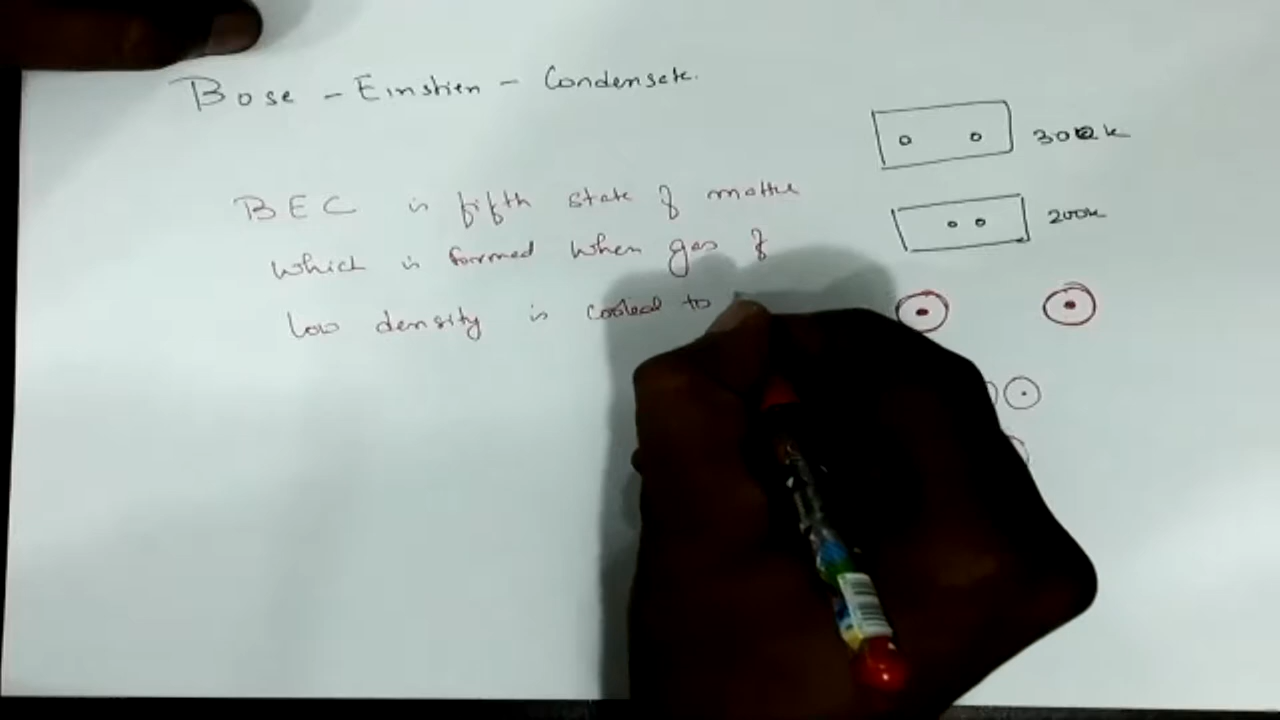 Bose - Einstien - Condensate.
BEC is fifth state of matter
which is formed when gas of
low density is cooled to
300k
200k